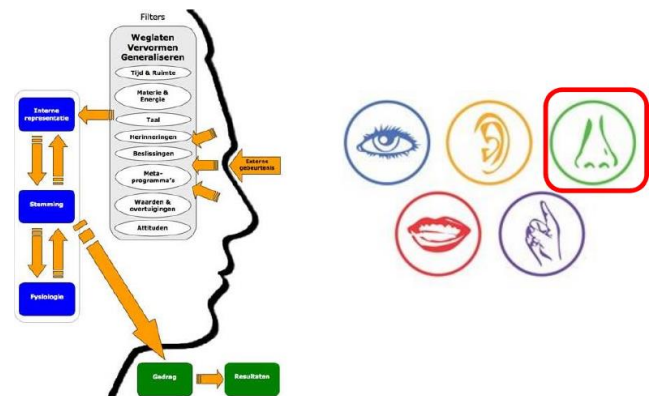 Filters
Weglaten
Vervormen
Generaliseren
Tijd & Ruimte
Materie &
Energie
Taal
Herinneringen
Beslissingen
Meta-
programma's
Waarden &
overtuigingen
Attituden
Externe
gebeurtenis
Interne
representatie
Stemming
Fysiologie
Gedrag
Resultaten